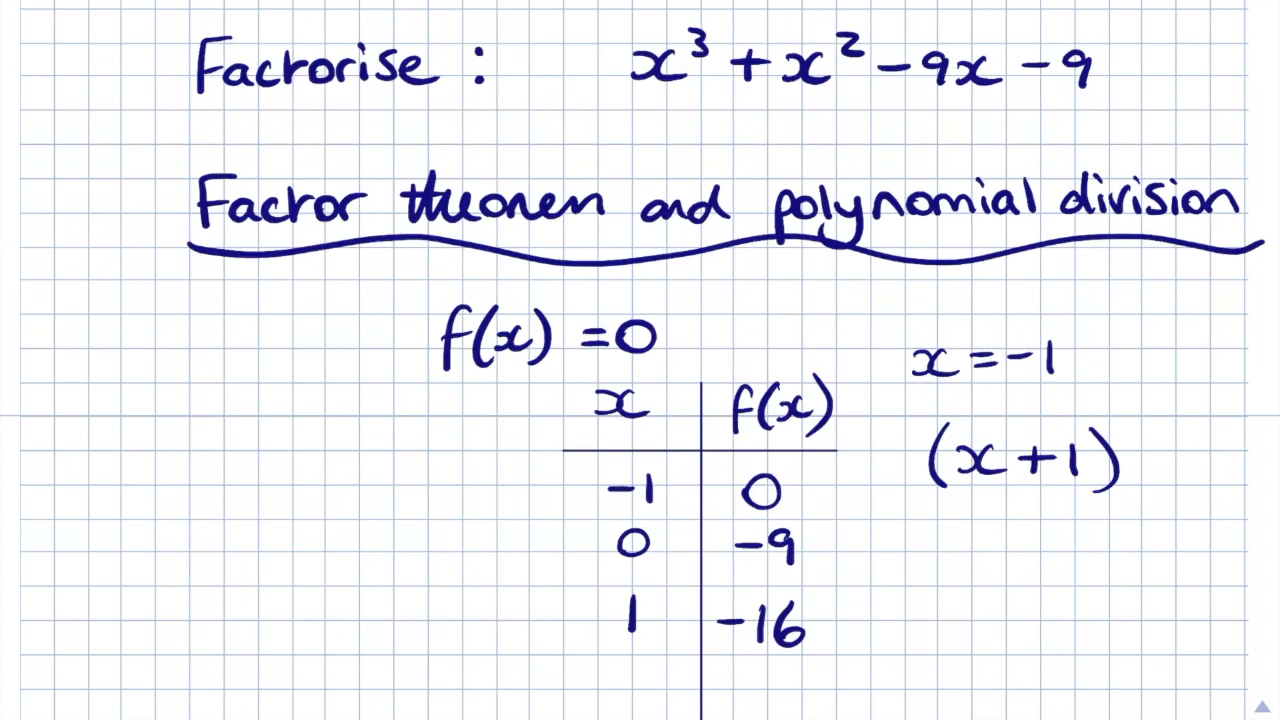 Factorise : x³ + x² - 9x - 9
Factor theorem and polynomial division
f(x) = 0
x = -1
x f(x)
(x + 1)
-1 0
0 -9
1 -16